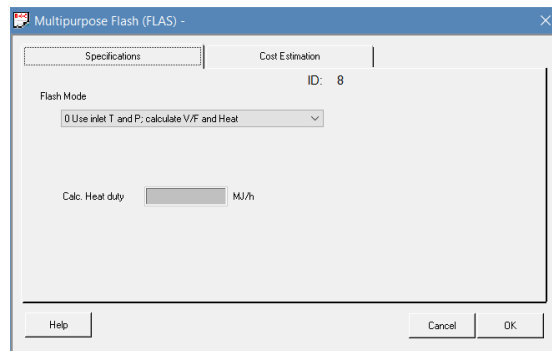 Multipurpose Flash (FLAS) -
Specifications
Cost Estimation
ID: 8
Flash Mode
0 Use inlet T and P; calculate V/F and Heat
Calc. Heat duty MJ/h
Help
Cancel
OK